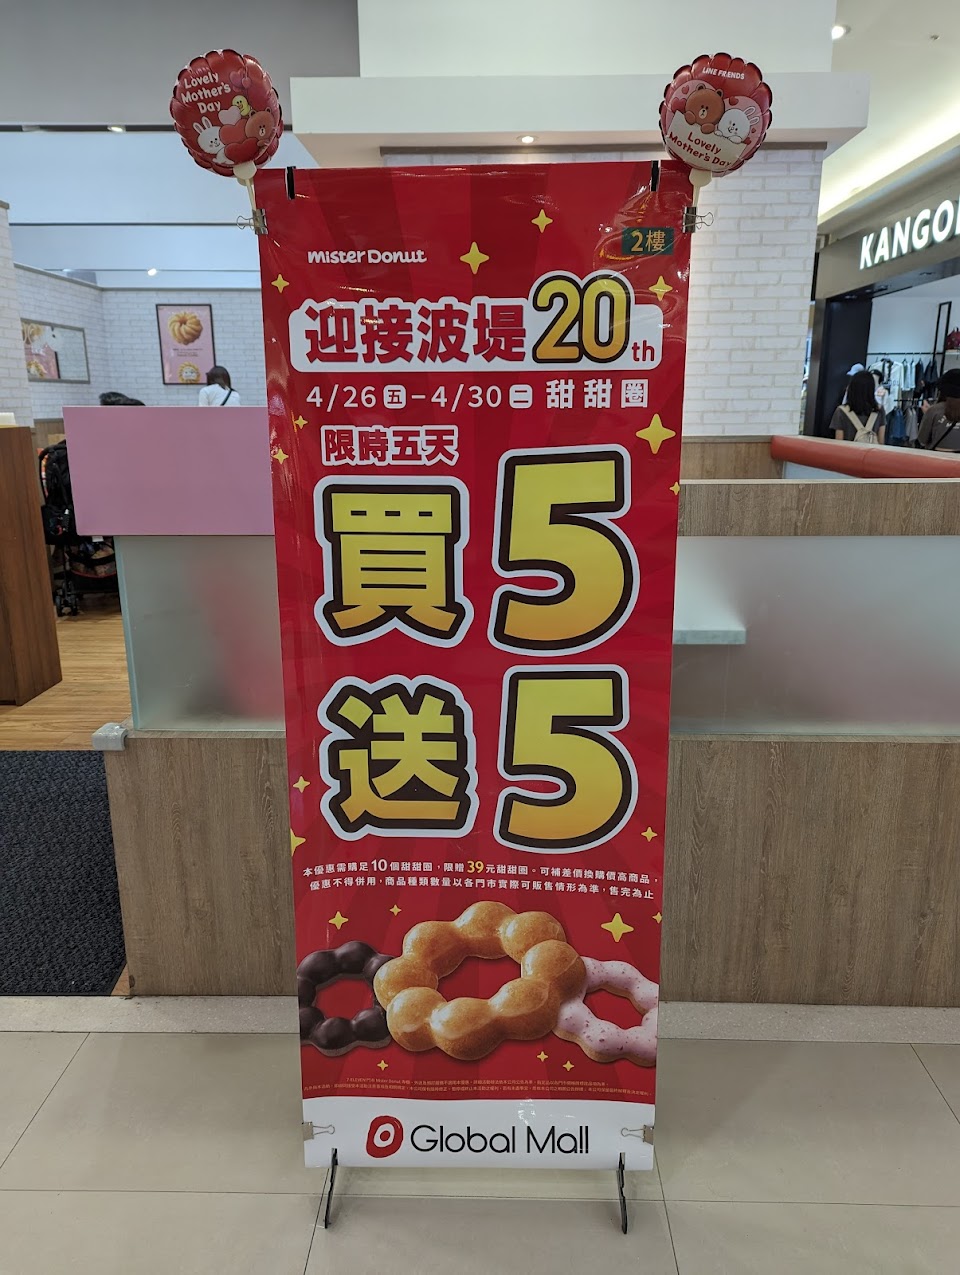 Lovely
Mother's
Day
LINE FRIENDS
Lovely
Mother's Day
KANGO
mister Donut
2樓
迎接波堤20th
4/26五-4/30二 甜甜圈
限時五天
買5
送5
本優惠需購足10個甜甜圈，限贈39元甜甜圈。可補差價換購價高商品，
優惠不得併用，商品種類數量以各門市實際可販售情形為準，售完為止
Global Mall